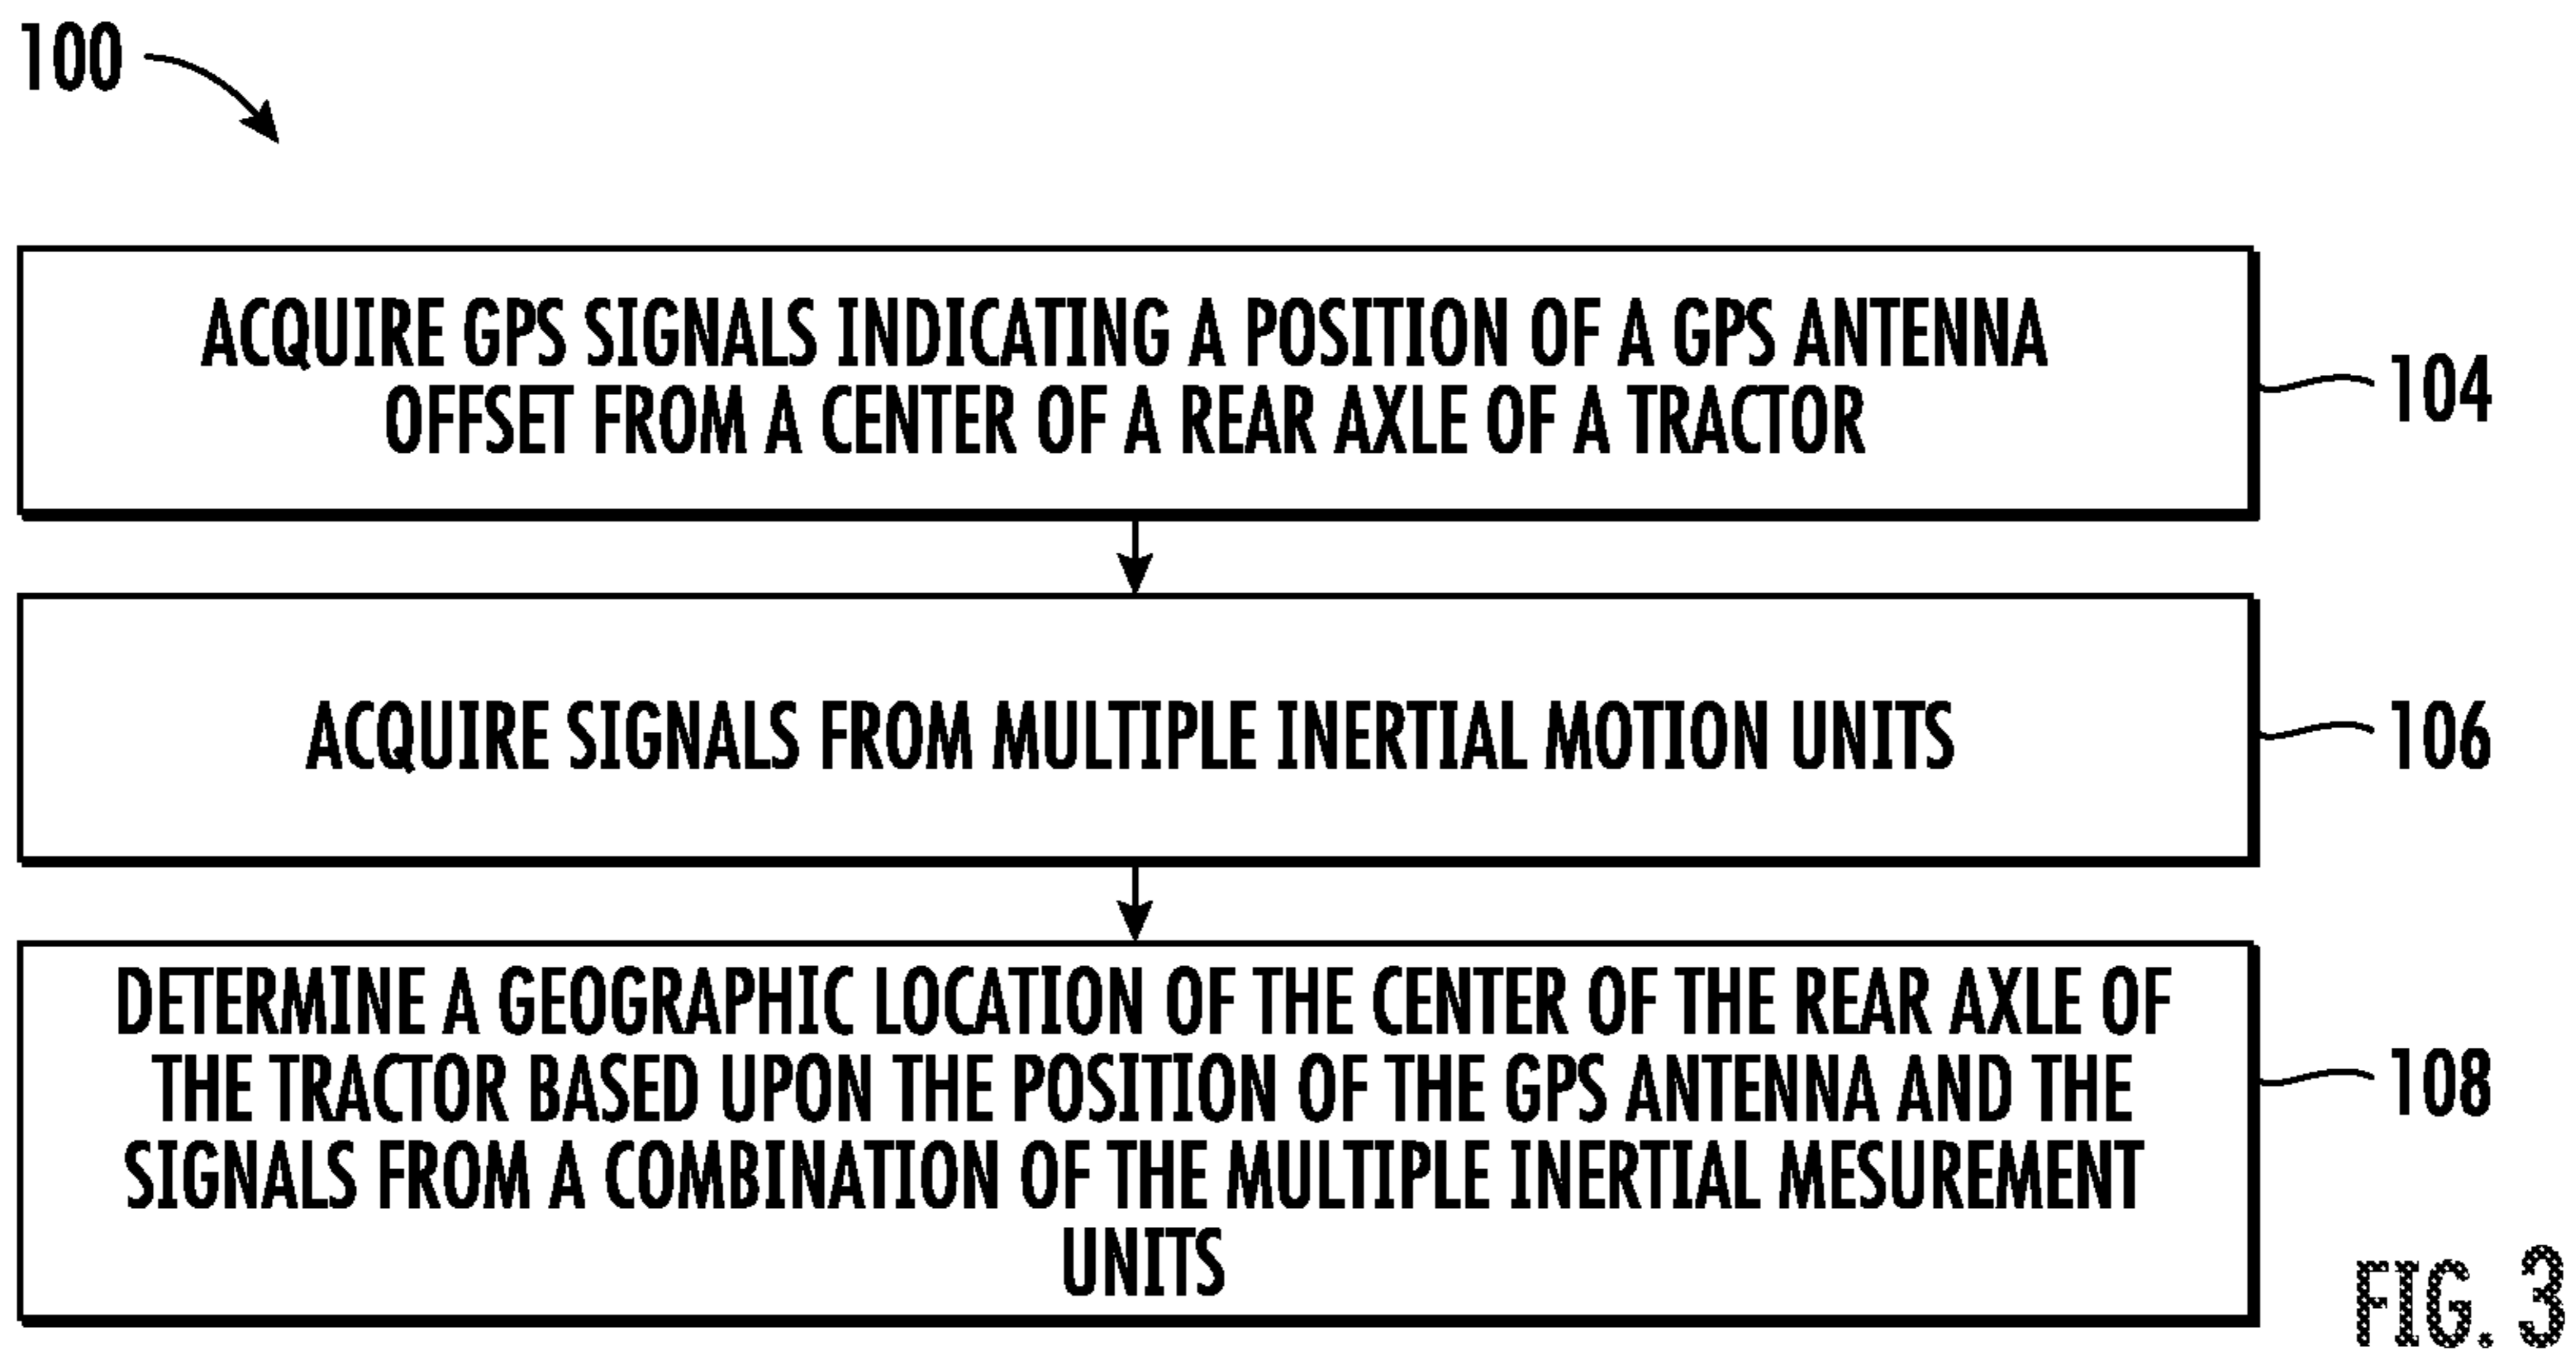 100
ACQUIRE GPS SIGNALS INDICATING A POSITION OF A GPS ANTENNA
OFFSET FROM A CENTER OF A REAR AXLE OF A TRACTOR
104
ACQUIRE SIGNALS FROM MULTIPLE INERTIAL MOTION UNITS
106
DETERMINE A GEOGRAPHIC LOCATION OF THE CENTER OF THE REAR AXLE OF
THE TRACTOR BASED UPON THE POSITION OF THE GPS ANTENNA AND THE
SIGNALS FROM A COMBINATION OF THE MULTIPLE INERTIAL MESUREMENT
UNITS
108
FIG. 3